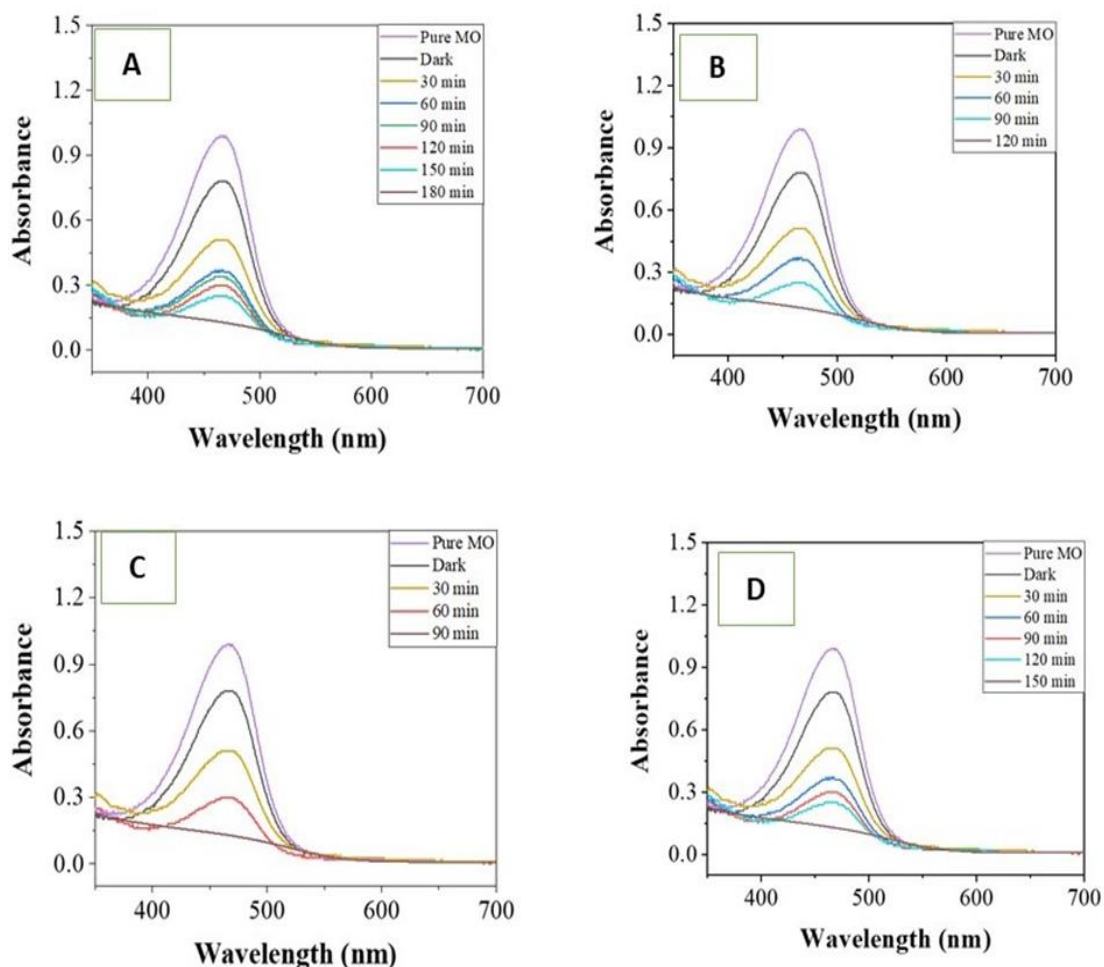 A
Pure MO
Dark
30 min
60 min
90 min
120 min
150 min
180 min
1.5
1.2
0.9
0.6
0.3
0.0
Absorbance
400 500 600 700
Wavelength (nm)
B
Pure MO
Dark
30 min
60 min
90 min
120 min
1.5
1.2
0.9
0.6
0.3
0.0
Absorbance
400 500 600 700
Wavelength (nm)
C
Pure MO
Dark
30 min
60 min
90 min
1.5
1.2
0.9
0.6
0.3
0.0
Absorbance
400 500 600 700
Wavelength (nm)
D
Pure MO
Dark
30 min
60 min
90 min
120 min
150 min
1.5
1.2
0.9
0.6
0.3
0.0
Absorbance
400 500 600 700
Wavelength (nm)